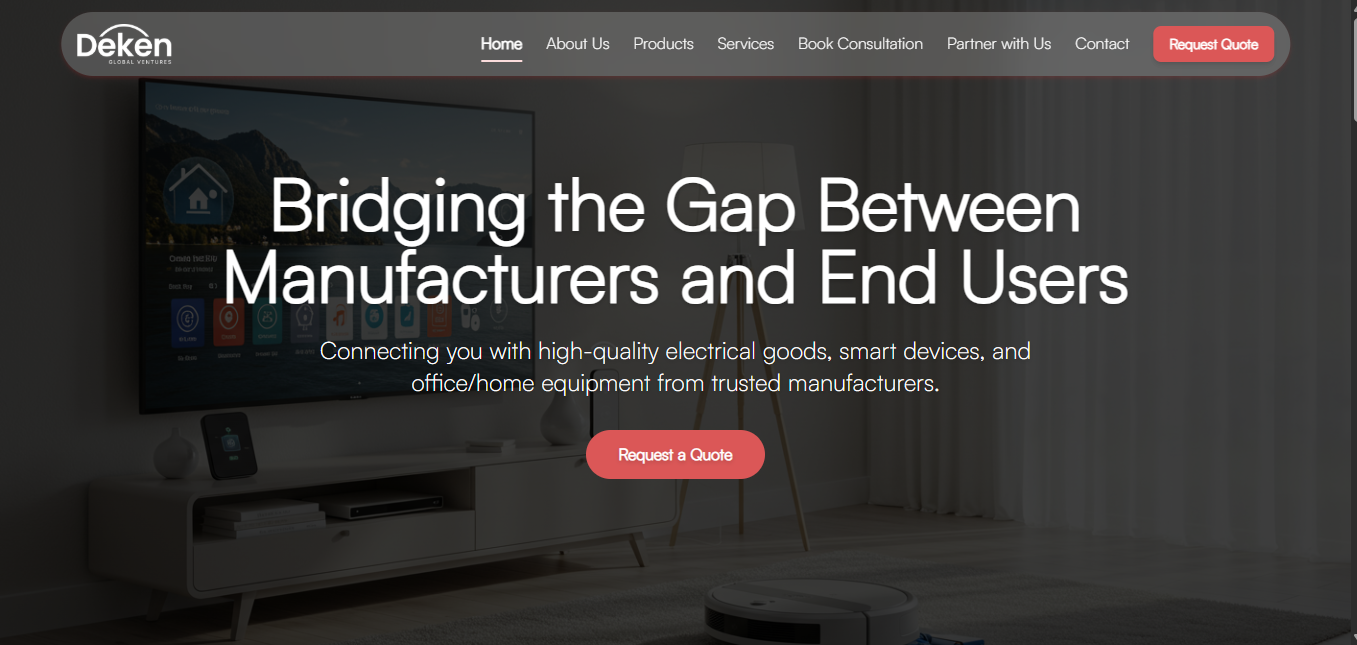 Deken
GLOBAL VENTURES
Home
About Us
Products
Services
Book Consultation
Partner with Us
Contact
Request Quote
Bridging the Gap Between
Manufacturers and End Users
Connecting you with high-quality electrical goods, smart devices, and
office/home equipment from trusted manufacturers.
Request a Quote